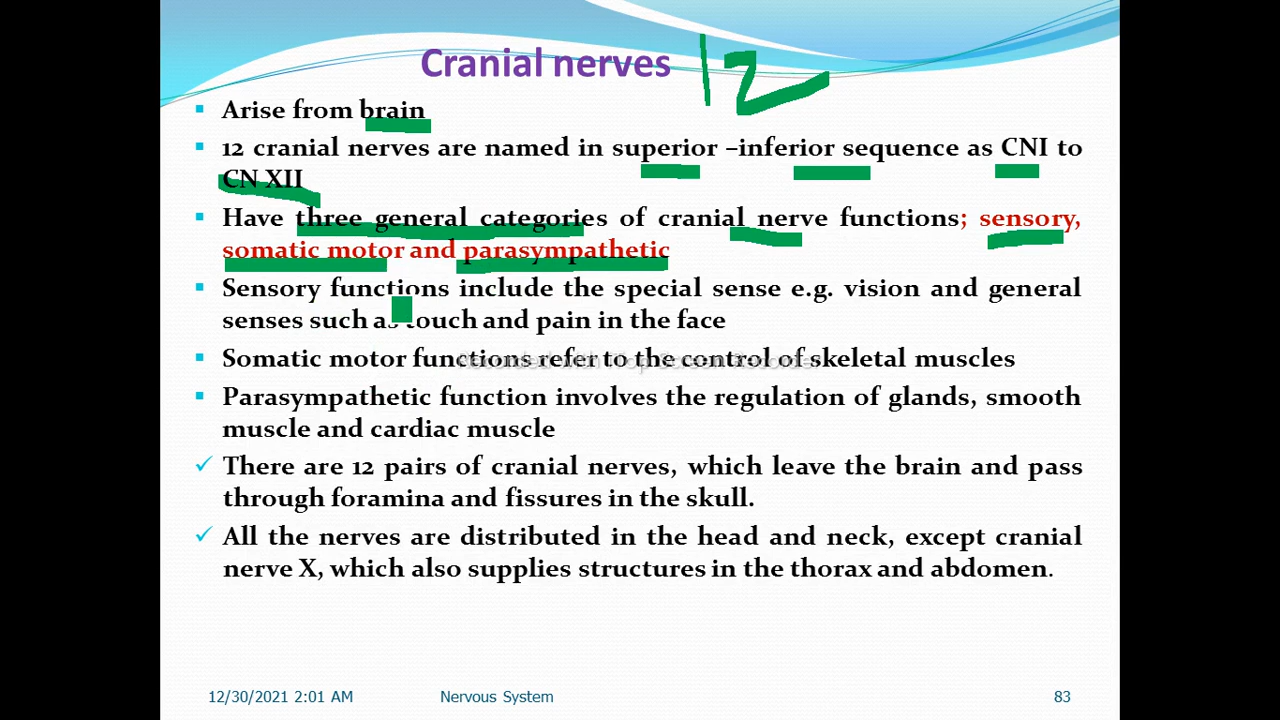 Cranial nerves 12
Arise from brain
12 cranial nerves are named in superior –inferior sequence as CNI to
CN XII
Have three general categories of cranial nerve functions; sensory,
somatic motor and parasympathetic
Sensory functions include the special sense e.g. vision and general
senses such as touch and pain in the face
Somatic motor functions refer to the control of skeletal muscles
Recorded with iTop Screen Recorder
Parasympathetic function involves the regulation of glands, smooth
muscle and cardiac muscle
There are 12 pairs of cranial nerves, which leave the brain and pass
through foramina and fissures in the skull.
All the nerves are distributed in the head and neck, except cranial
nerve X, which also supplies structures in the thorax and abdomen.
12/30/2021 2:01 AM Nervous System 83